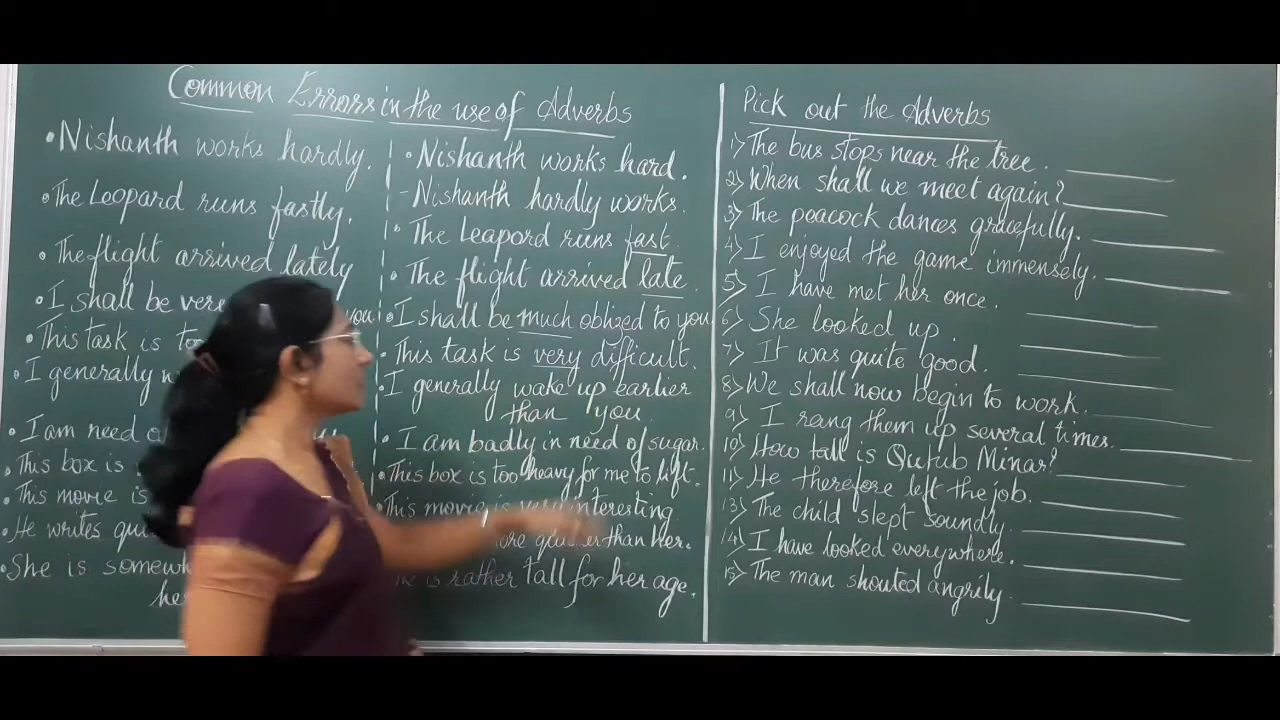 Common Errors in the use of Adverbs
• Nishanth works hardly.
• The Leopard runs fastly.
• The flight arrived lately
• I shall be very you
• This task is too
• I generally
• I am need
• This box is
• This movie is
• He writes
• She is
• Nishanth works hard.
- Nishanth hardly works.
• The Leapord runs fast.
• The flight arrived late.
• I shall be much oblized to you
• This task is very difficult.
• I generally wake up earlier
than you.
• I am badly in need of sugar.
• This box is too heavy for me to lift.
• This movie is very interesting
than her.
is rather tall for her age.
Pick out the Adverbs
1) The bus stops near the tree.
2) When shall we meet again?
3) The peacock dances gracefully.
4) I enjoyed the game immensely.
5) I have met her once.
6) She looked up.
7) It was quite good.
8) We shall now begin to work.
9) I rang them up several times.
10) How tall is Qutub Minar?
11) He therefore left the job.
13) The child slept soundly.
14) I have looked everywhere.
15) The man shouted angrily.